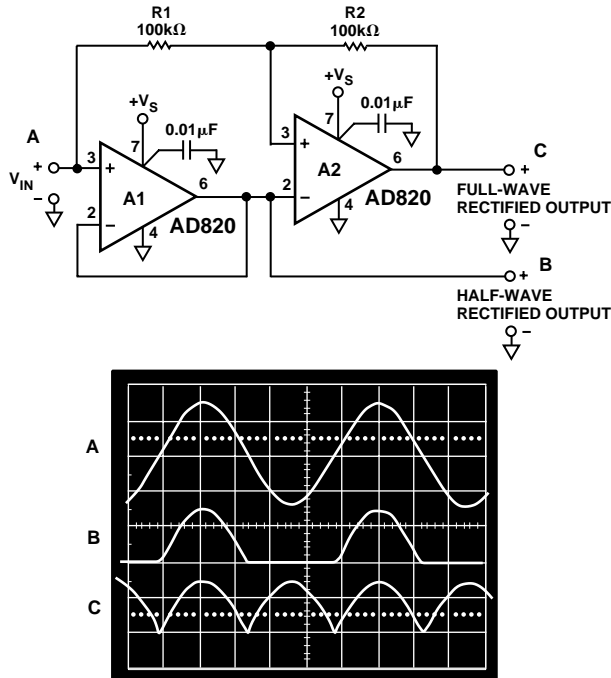 R1
100kΩ
R2
100kΩ
+VS
+VS
A
0.01µF
0.01µF
7
7
+
3
+
3
+
6
A2
6
+
C
VIN
A1
2
−
AD820
FULL-WAVE
RECTIFIED OUTPUT
−
6
2
−
AD820
4
4
−
+
B
HALF-WAVE
RECTIFIED OUTPUT
−
A
B
C